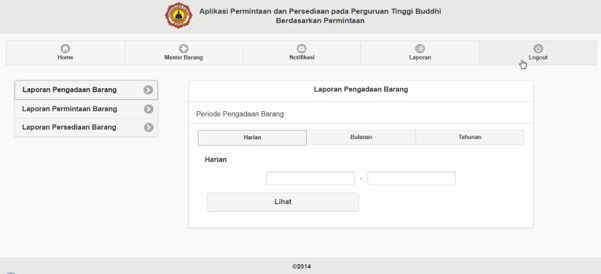 Aplikasi Permintaan dan Persediaan pada Perguruan Tinggi Buddhi
Berdasarkan Permintaan
Home
Master Barang
Notifikasi
Laporan
Logout
Laporan Pengadaan Barang
Laporan Permintaan Barang
Laporan Persediaan Barang
Laporan Pengadaan Barang
Periode Pengadaan Barang
Harian
Bulanan
Tahunan
Harian
-
Lihat
©2014